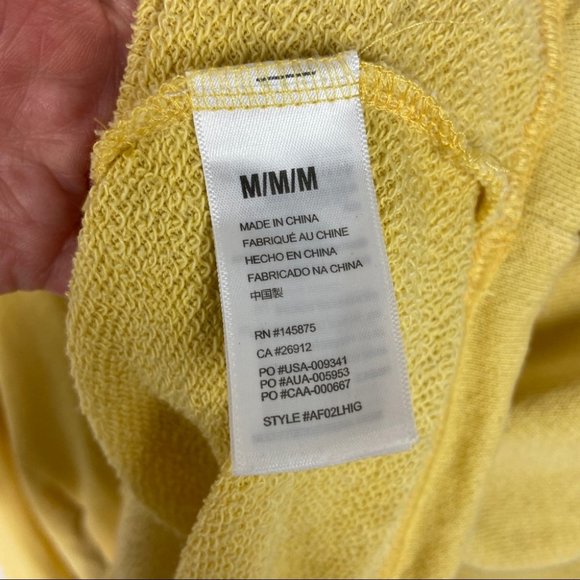 M/M/M
MADE IN CHINA
FABRIQUÉ AU CHINE
HECHO EN CHINA
FABRICADO NA CHINA
中国製
RN #145875
CA #26912
PO #USA-009341
PO #AUA-005953
PO #CAA-000667
STYLE #AF02LHIG